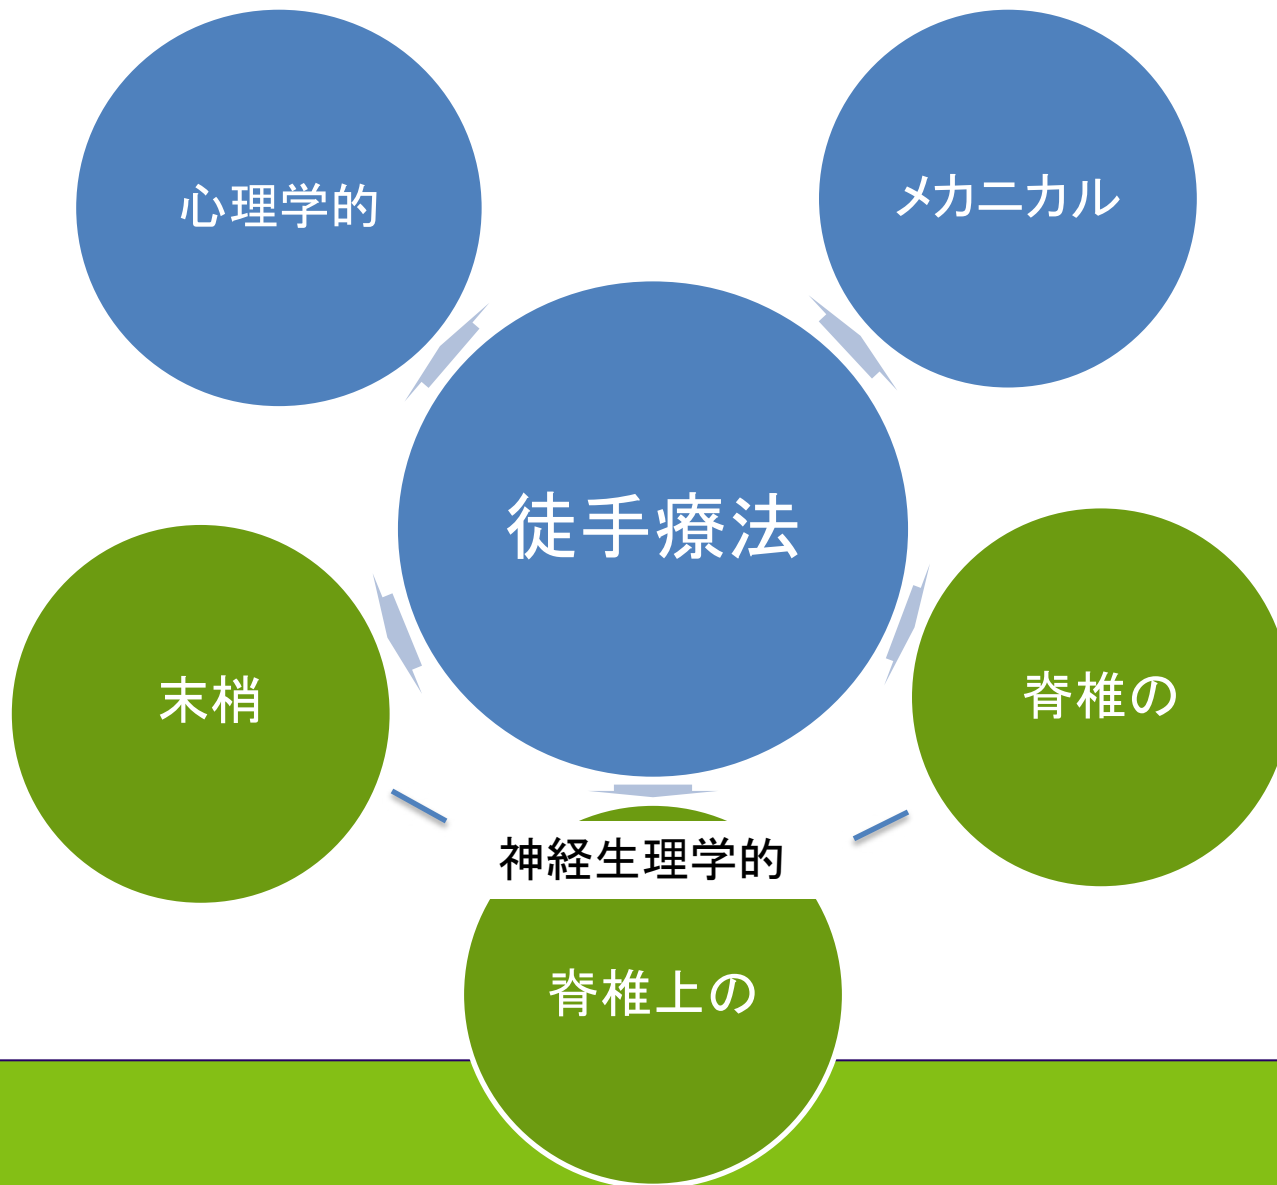 心理学的
メカニカル
徒手療法
末梢
脊椎の
神経生理学的
脊椎上の